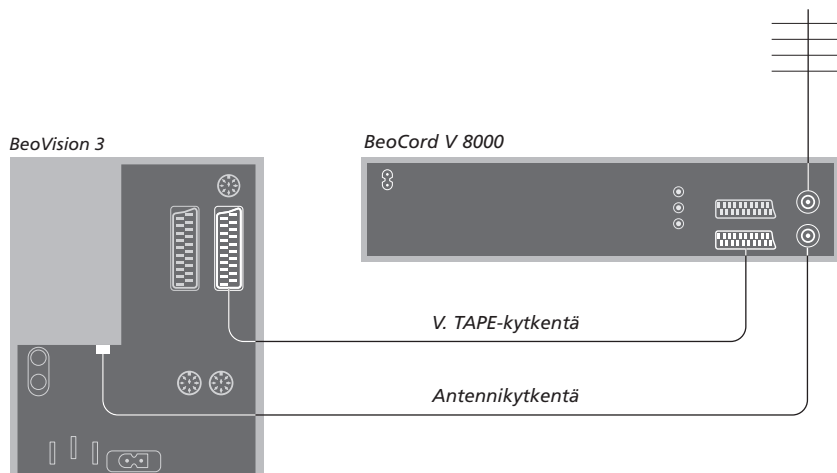 BeoVision 3
BeoCord V 8000
V. TAPE-kytkentä
Antennikytkentä